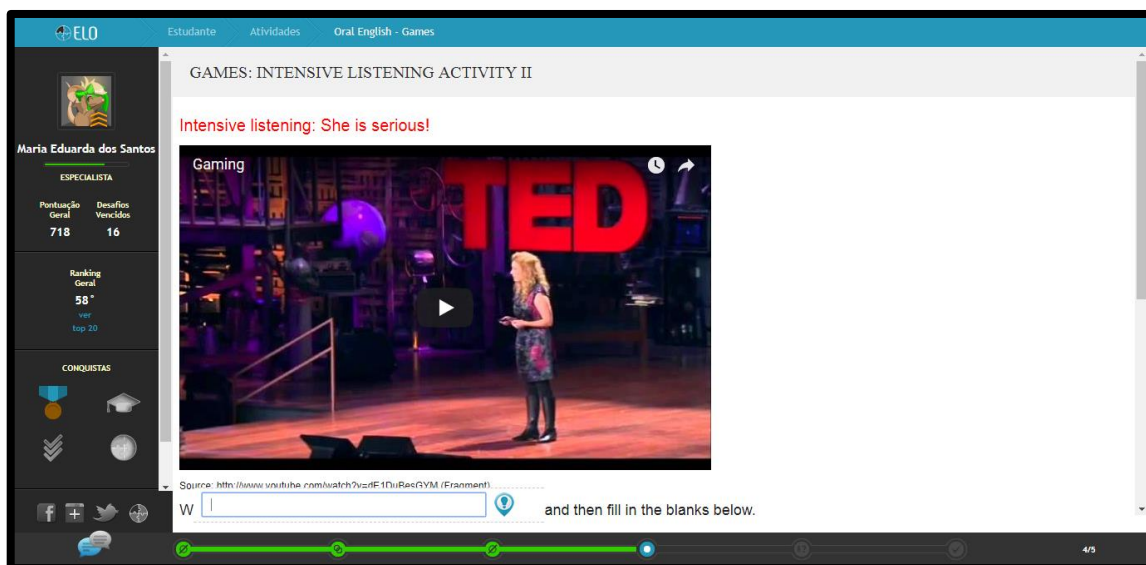 ELO
Estudante Atividades Oral English - Games
GAMES: INTENSIVE LISTENING ACTIVITY II
Maria Eduarda dos Santos
ESPECIALISTA
Pontuação Geral
718
Desafios Vencidos
16
Ranking
Geral
58°
ver
top 20
CONQUISTAS
Intensive listening: She is serious!
Gaming
TED
Source: http://www.youtube.com/watch?v=dE1DuBesGYM (Fragment)
W and then fill in the blanks below.
4/5